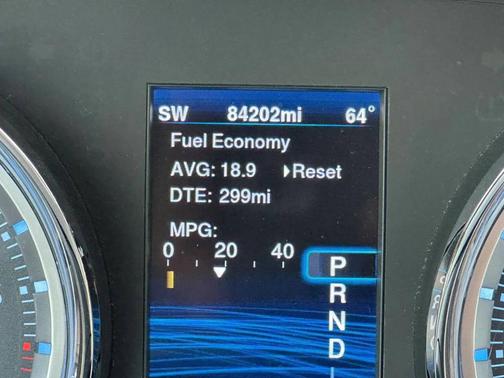 SW 84202mi 64°
Fuel Economy
AVG: 18.9 Reset
DTE: 299mi
MPG:
0 20 40
P
R
N
D